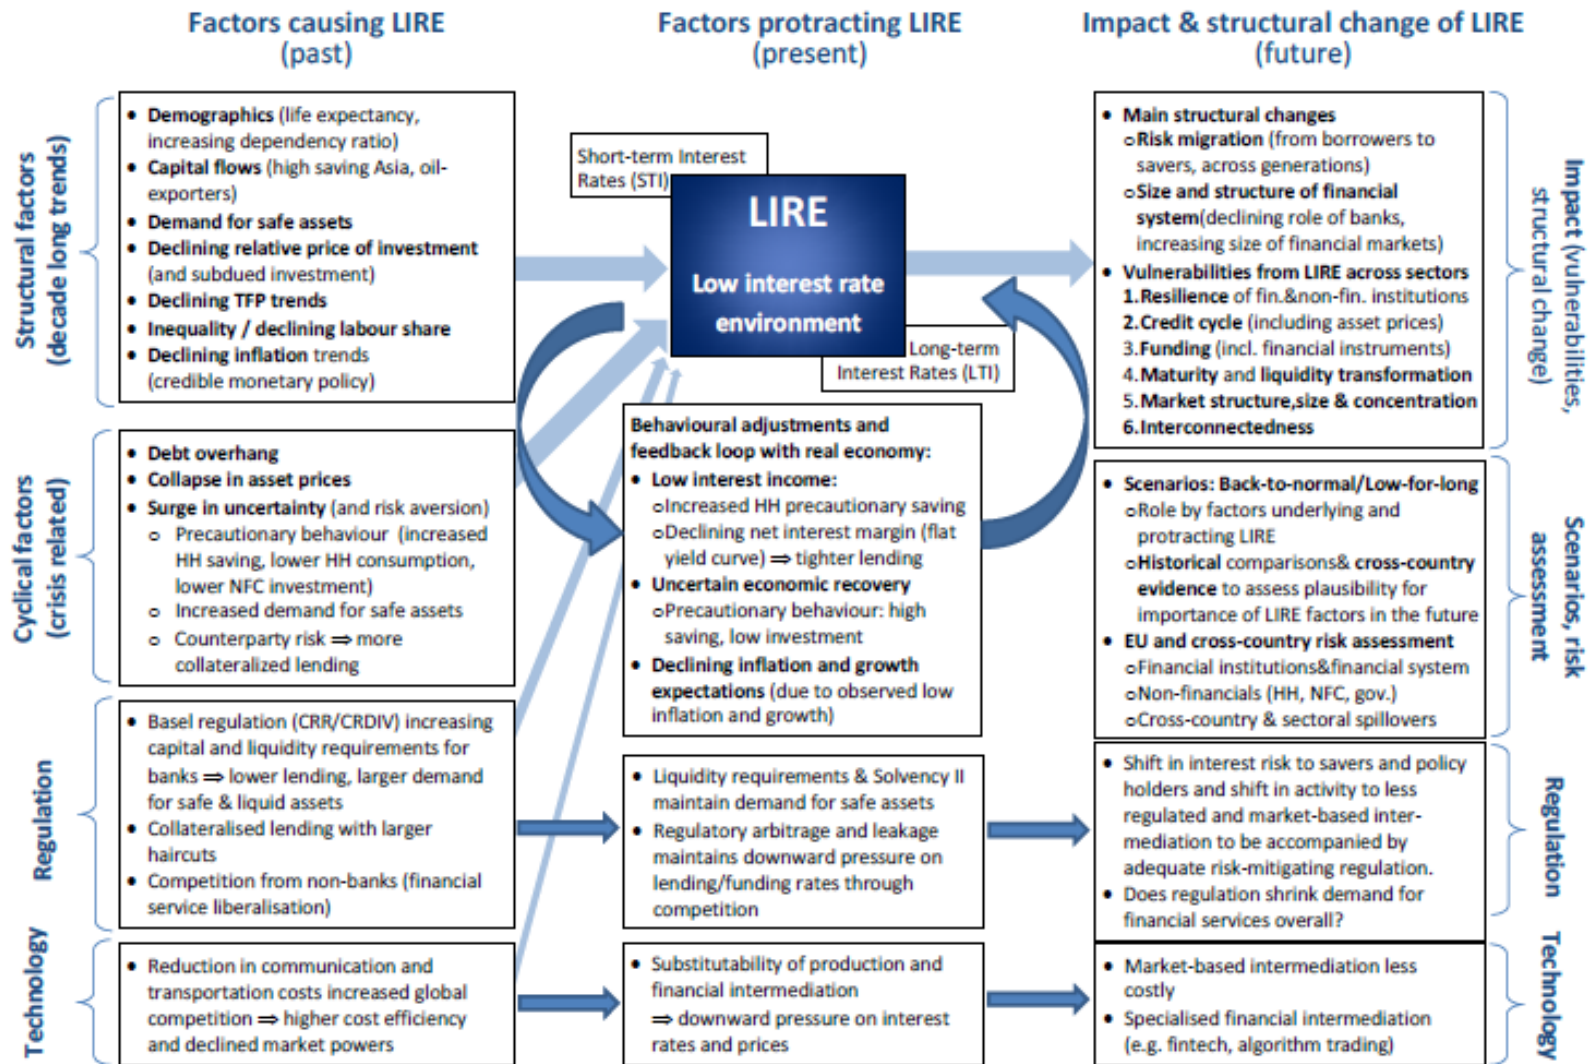 Factors causing LIRE
(past)
Factors protracting LIRE
(present)
Impact & structural change of LIRE
(future)
Structural factors
(decade long trends)
• Demographics (life expectancy,
increasing dependency ratio)
• Capital flows (high saving Asia, oil-
exporters)
• Demand for safe assets
• Declining relative price of investment
(and subdued investment)
• Declining TFP trends
• Inequality / declining labour share
• Declining inflation trends
(credible monetary policy)
Cyclical factors
(crisis related)
• Debt overhang
• Collapse in asset prices
• Surge in uncertainty (and risk aversion)
o Precautionary behaviour (increased
HH saving, lower HH consumption,
lower NFC investment)
o Increased demand for safe assets
o Counterparty risk ⇒ more
collateralized lending
Regulation
• Basel regulation (CRR/CRDIV) increasing
capital and liquidity requirements for
banks ⇒ lower lending, larger demand
for safe & liquid assets
• Collateralised lending with larger
haircuts
• Competition from non-banks (financial
service liberalisation)
Technology
• Reduction in communication and
transportation costs increased global
competition ⇒ higher cost efficiency
and declined market powers
Short-term Interest
Rates (STI)
LIRE
Low interest rate
environment
Long-term
Interest Rates (LTI)
Behavioural adjustments and
feedback loop with real economy:
• Low interest income:
oIncreased HH precautionary saving
oDeclining net interest margin (flat
yield curve) ⇒ tighter lending
• Uncertain economic recovery
oPrecautionary behaviour: high
saving, low investment
• Declining inflation and growth
expectations (due to observed low
inflation and growth)
• Liquidity requirements & Solvency II
maintain demand for safe assets
• Regulatory arbitrage and leakage
maintains downward pressure on
lending/funding rates through
competition
• Substitutability of production and
financial intermediation
⇒ downward pressure on interest
rates and prices
• Main structural changes
oRisk migration (from borrowers to
savers, across generations)
oSize and structure of financial
system(declining role of banks,
increasing size of financial markets)
• Vulnerabilities from LIRE across sectors
1.Resilience of fin.&non-fin. institutions
2.Credit cycle (including asset prices)
3.Funding (incl. financial instruments)
4.Maturity and liquidity transformation
5.Market structure,size & concentration
6.Interconnectedness
Impact (vulnerabilities,
structural change)
• Scenarios: Back-to-normal/Low-for-long
oRole by factors underlying and
protracting LIRE
oHistorical comparisons& cross-country
evidence to assess plausibility for
importance of LIRE factors in the future
• EU and cross-country risk assessment
oFinancial institutions&financial system
oNon-financials (HH, NFC, gov.)
oCross-country & sectoral spillovers
Scenarios, risk
assessment
• Shift in interest risk to savers and policy
holders and shift in activity to less
regulated and market-based inter-
mediation to be accompanied by
adequate risk-mitigating regulation.
• Does regulation shrink demand for
financial services overall?
Regulation
• Market-based intermediation less
costly
• Specialised financial intermediation
(e.g. fintech, algorithm trading)
Technology